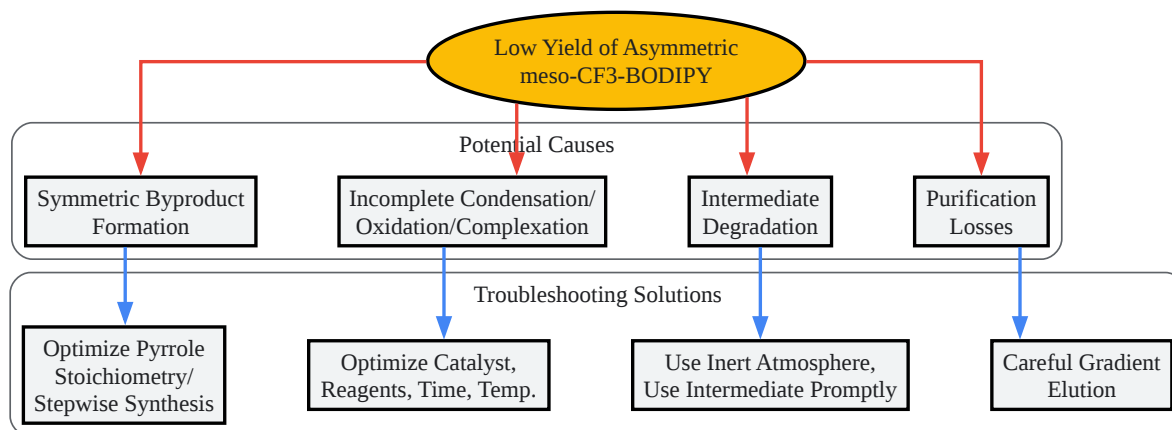 Low Yield of Asymmetric
meso-CF3-BODIPY
Potential Causes
Symmetric Byproduct
Formation
Incomplete Condensation/
Oxidation/Complexation
Intermediate
Degradation
Purification
Losses
Troubleshooting Solutions
Optimize Pyrrole
Stoichiometry/
Stepwise Synthesis
Optimize Catalyst,
Reagents, Time, Temp.
Use Inert Atmosphere,
Use Intermediate Promptly
Careful Gradient
Elution